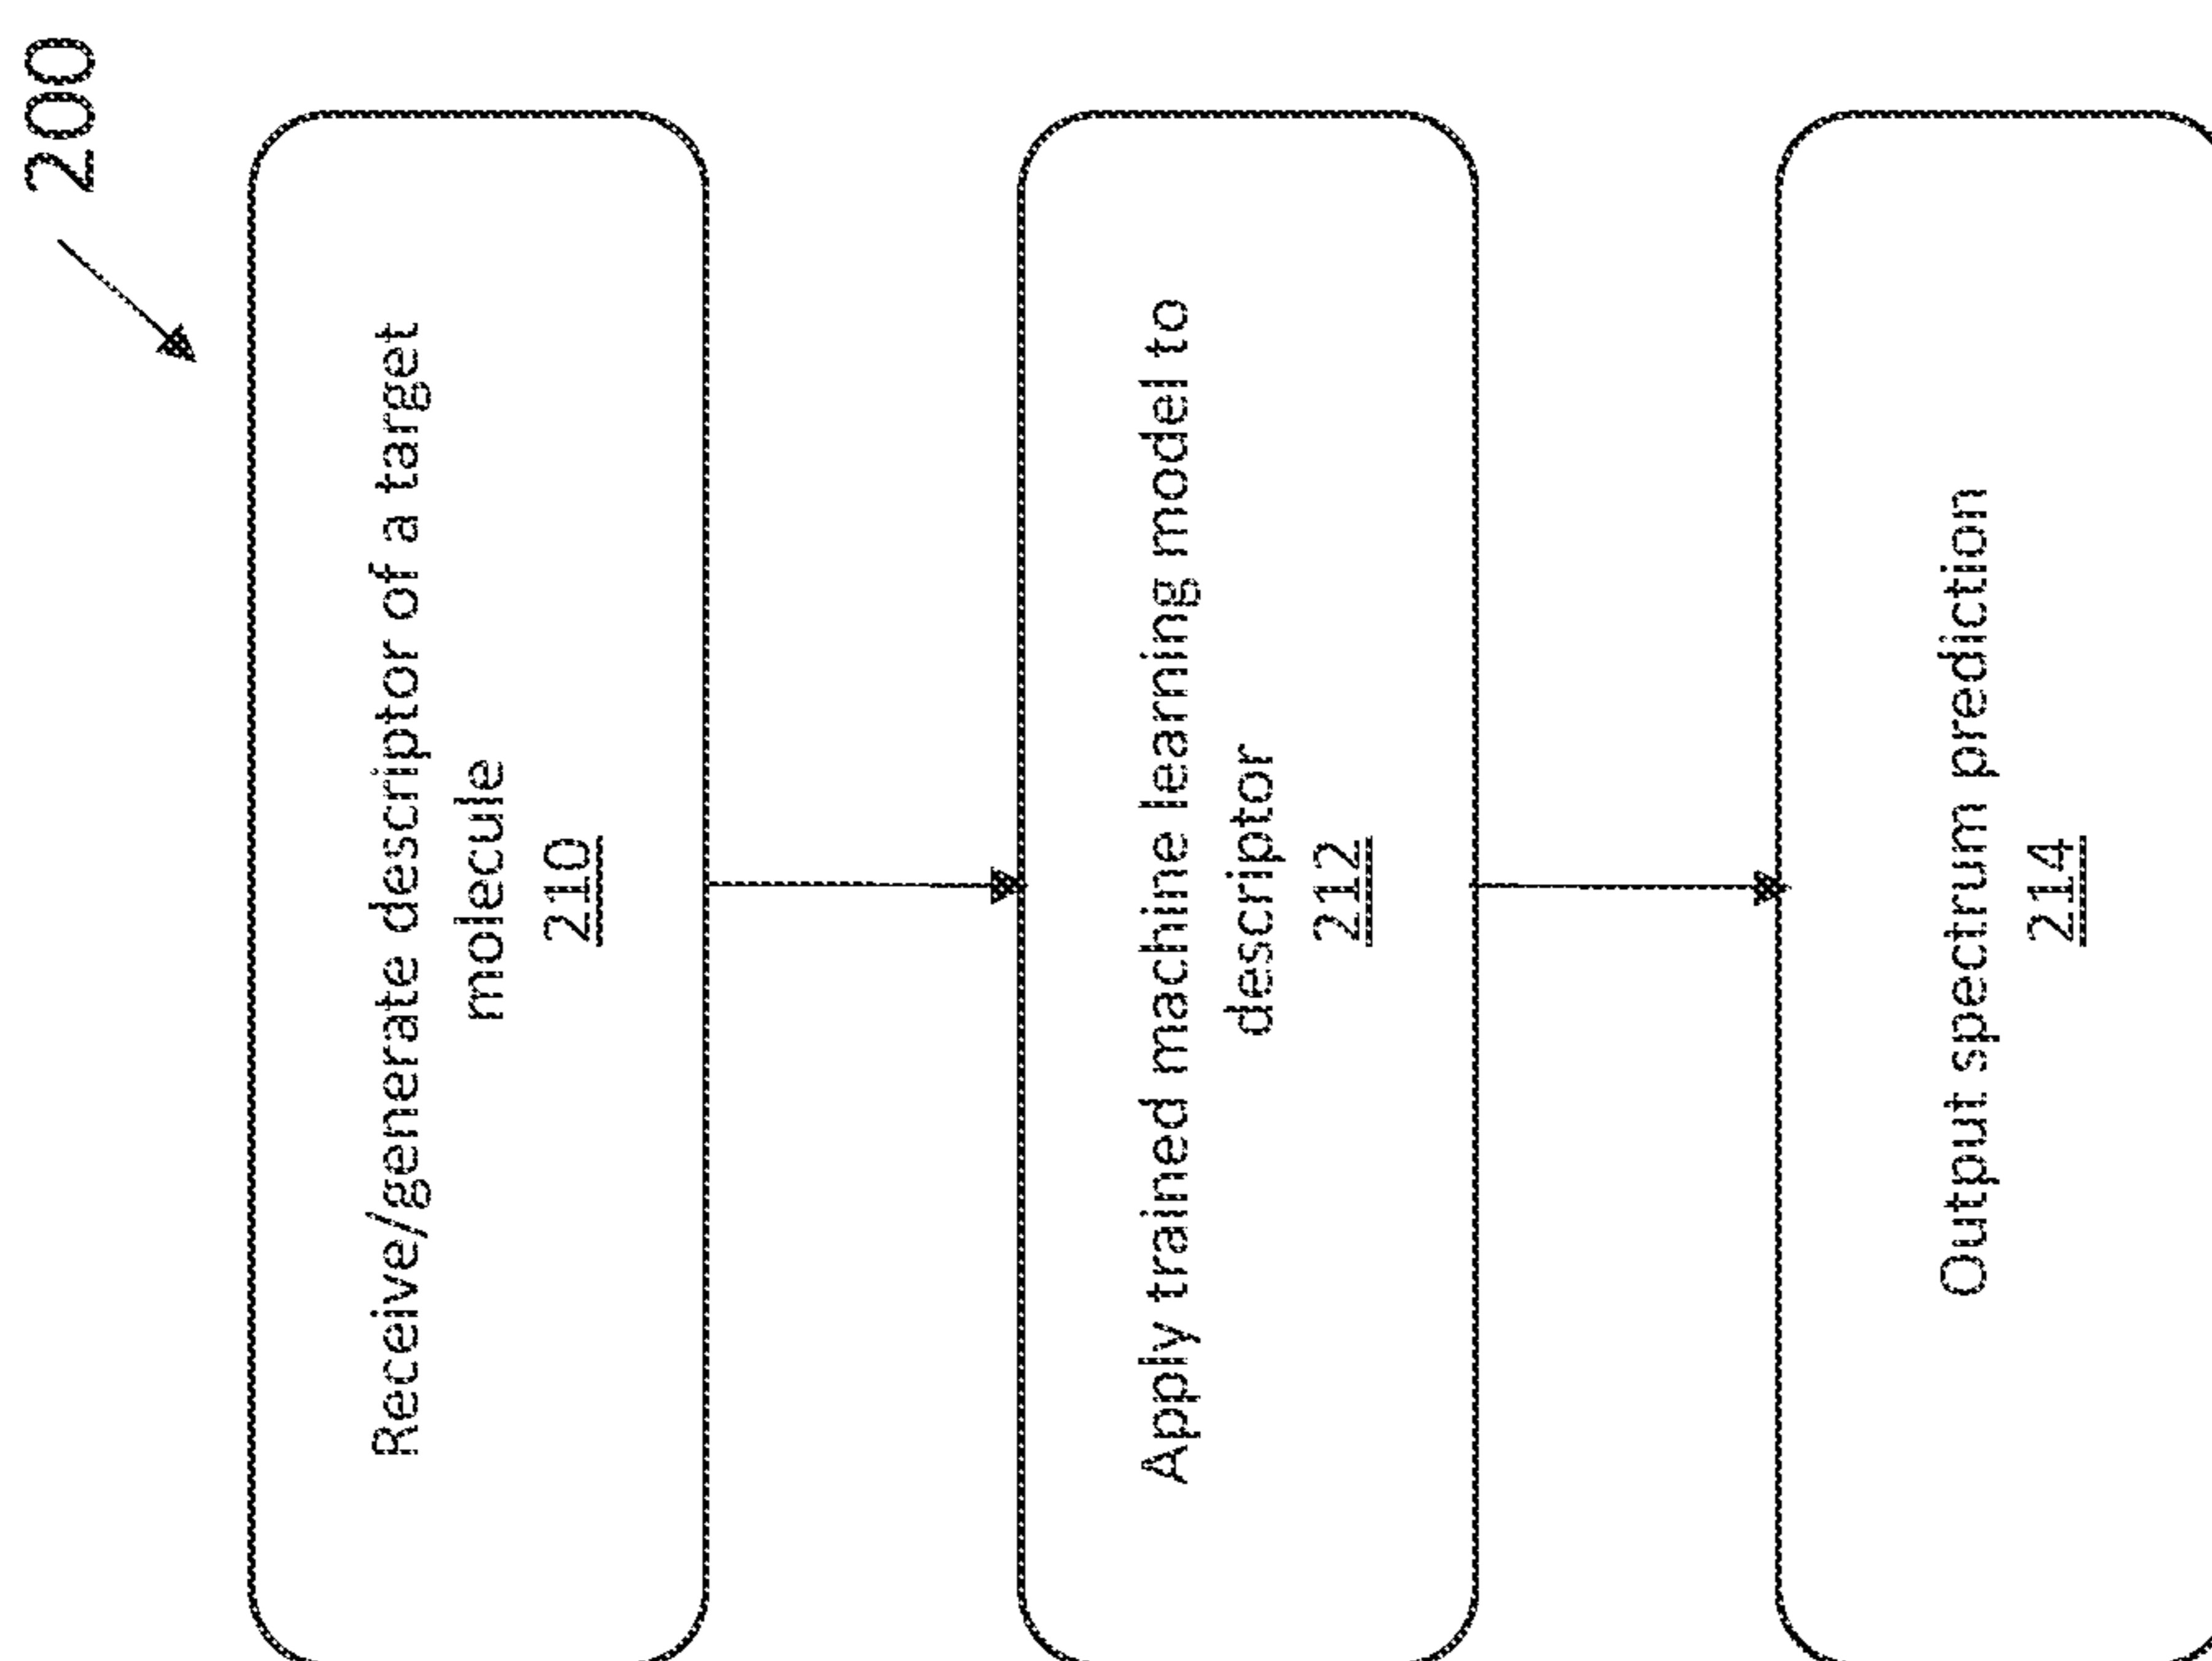 200
Receive/generate descriptor of a target
molecule
210
Apply trained machine learning model to
descriptor
212
Output spectrum prediction
214